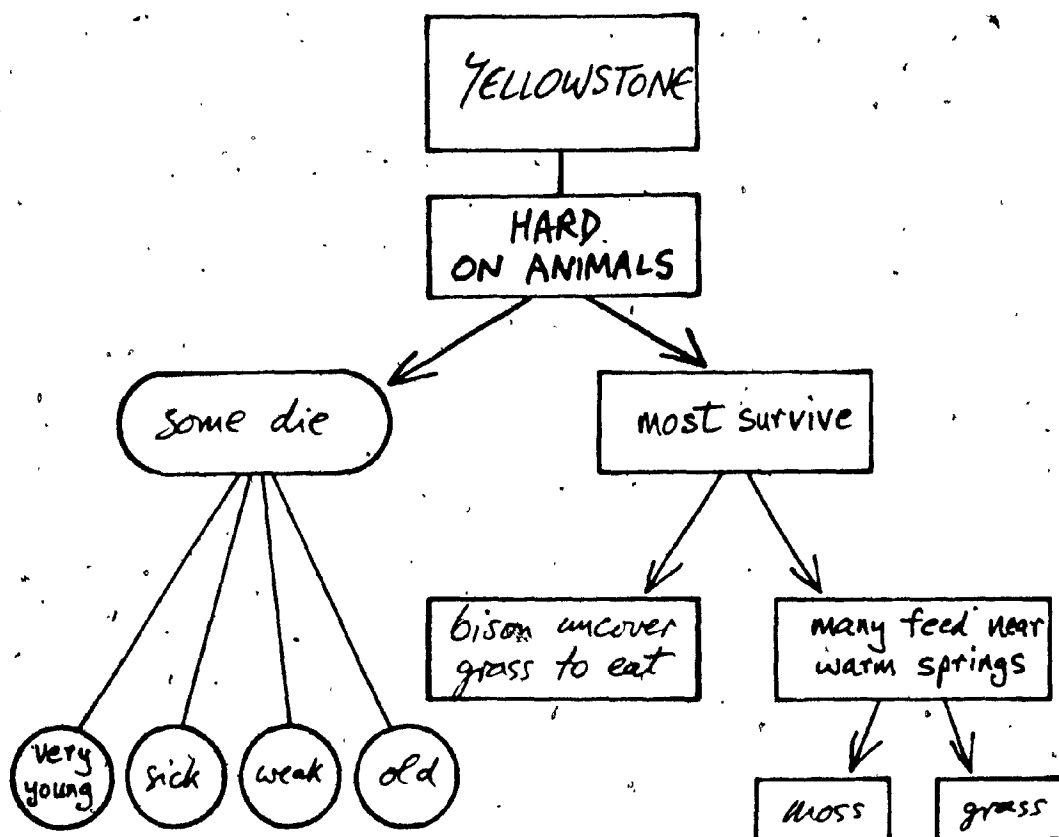 YELLOWSTONE
HARD
ON ANIMALS
some die
most survive
bison uncover
grass to eat
many feed near
warm springs
very
young
sick
weak
old
moss
grass